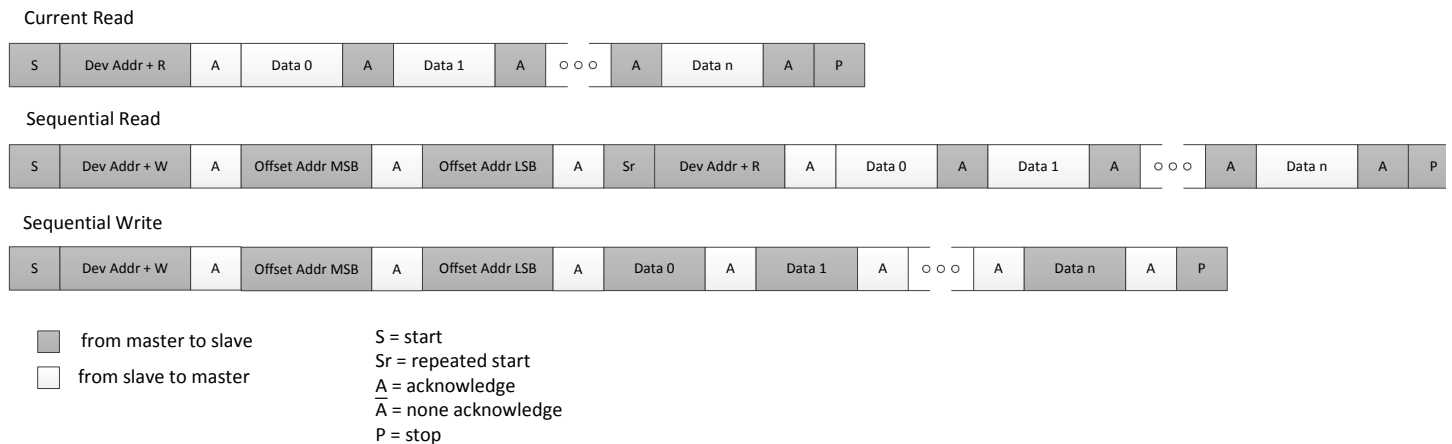 Current Read
S Dev Addr + R A Data 0 A Data 1 A ○ ○ ○ A Data n A P
Sequential Read
S Dev Addr + W A Offset Addr MSB A Offset Addr LSB A Sr Dev Addr + R A Data 0 A Data 1 A ○ ○ ○ A Data n A P
Sequential Write
S Dev Addr + W A Offset Addr MSB A Offset Addr LSB A Data 0 A Data 1 A ○ ○ ○ A Data n A P
from master to slave
from slave to master
S = start
Sr = repeated start
A = acknowledge
A̅ = none acknowledge
P = stop